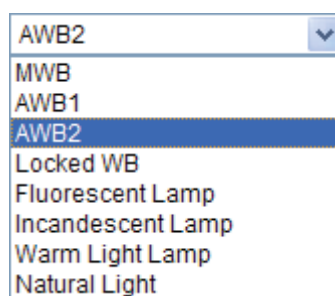 AWB2
MWB
AWB1
AWB2
Locked WB
Fluorescent Lamp
Incandescent Lamp
Warm Light Lamp
Natural Light